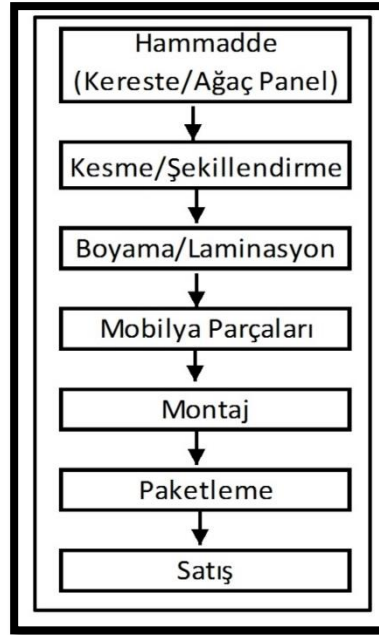 Hammadde
(Kereste/Ağaç Panel)
Kesme/Şekillendirme
Boyama/Laminasyon
Mobilya Parçaları
Montaj
Paketleme
Satış